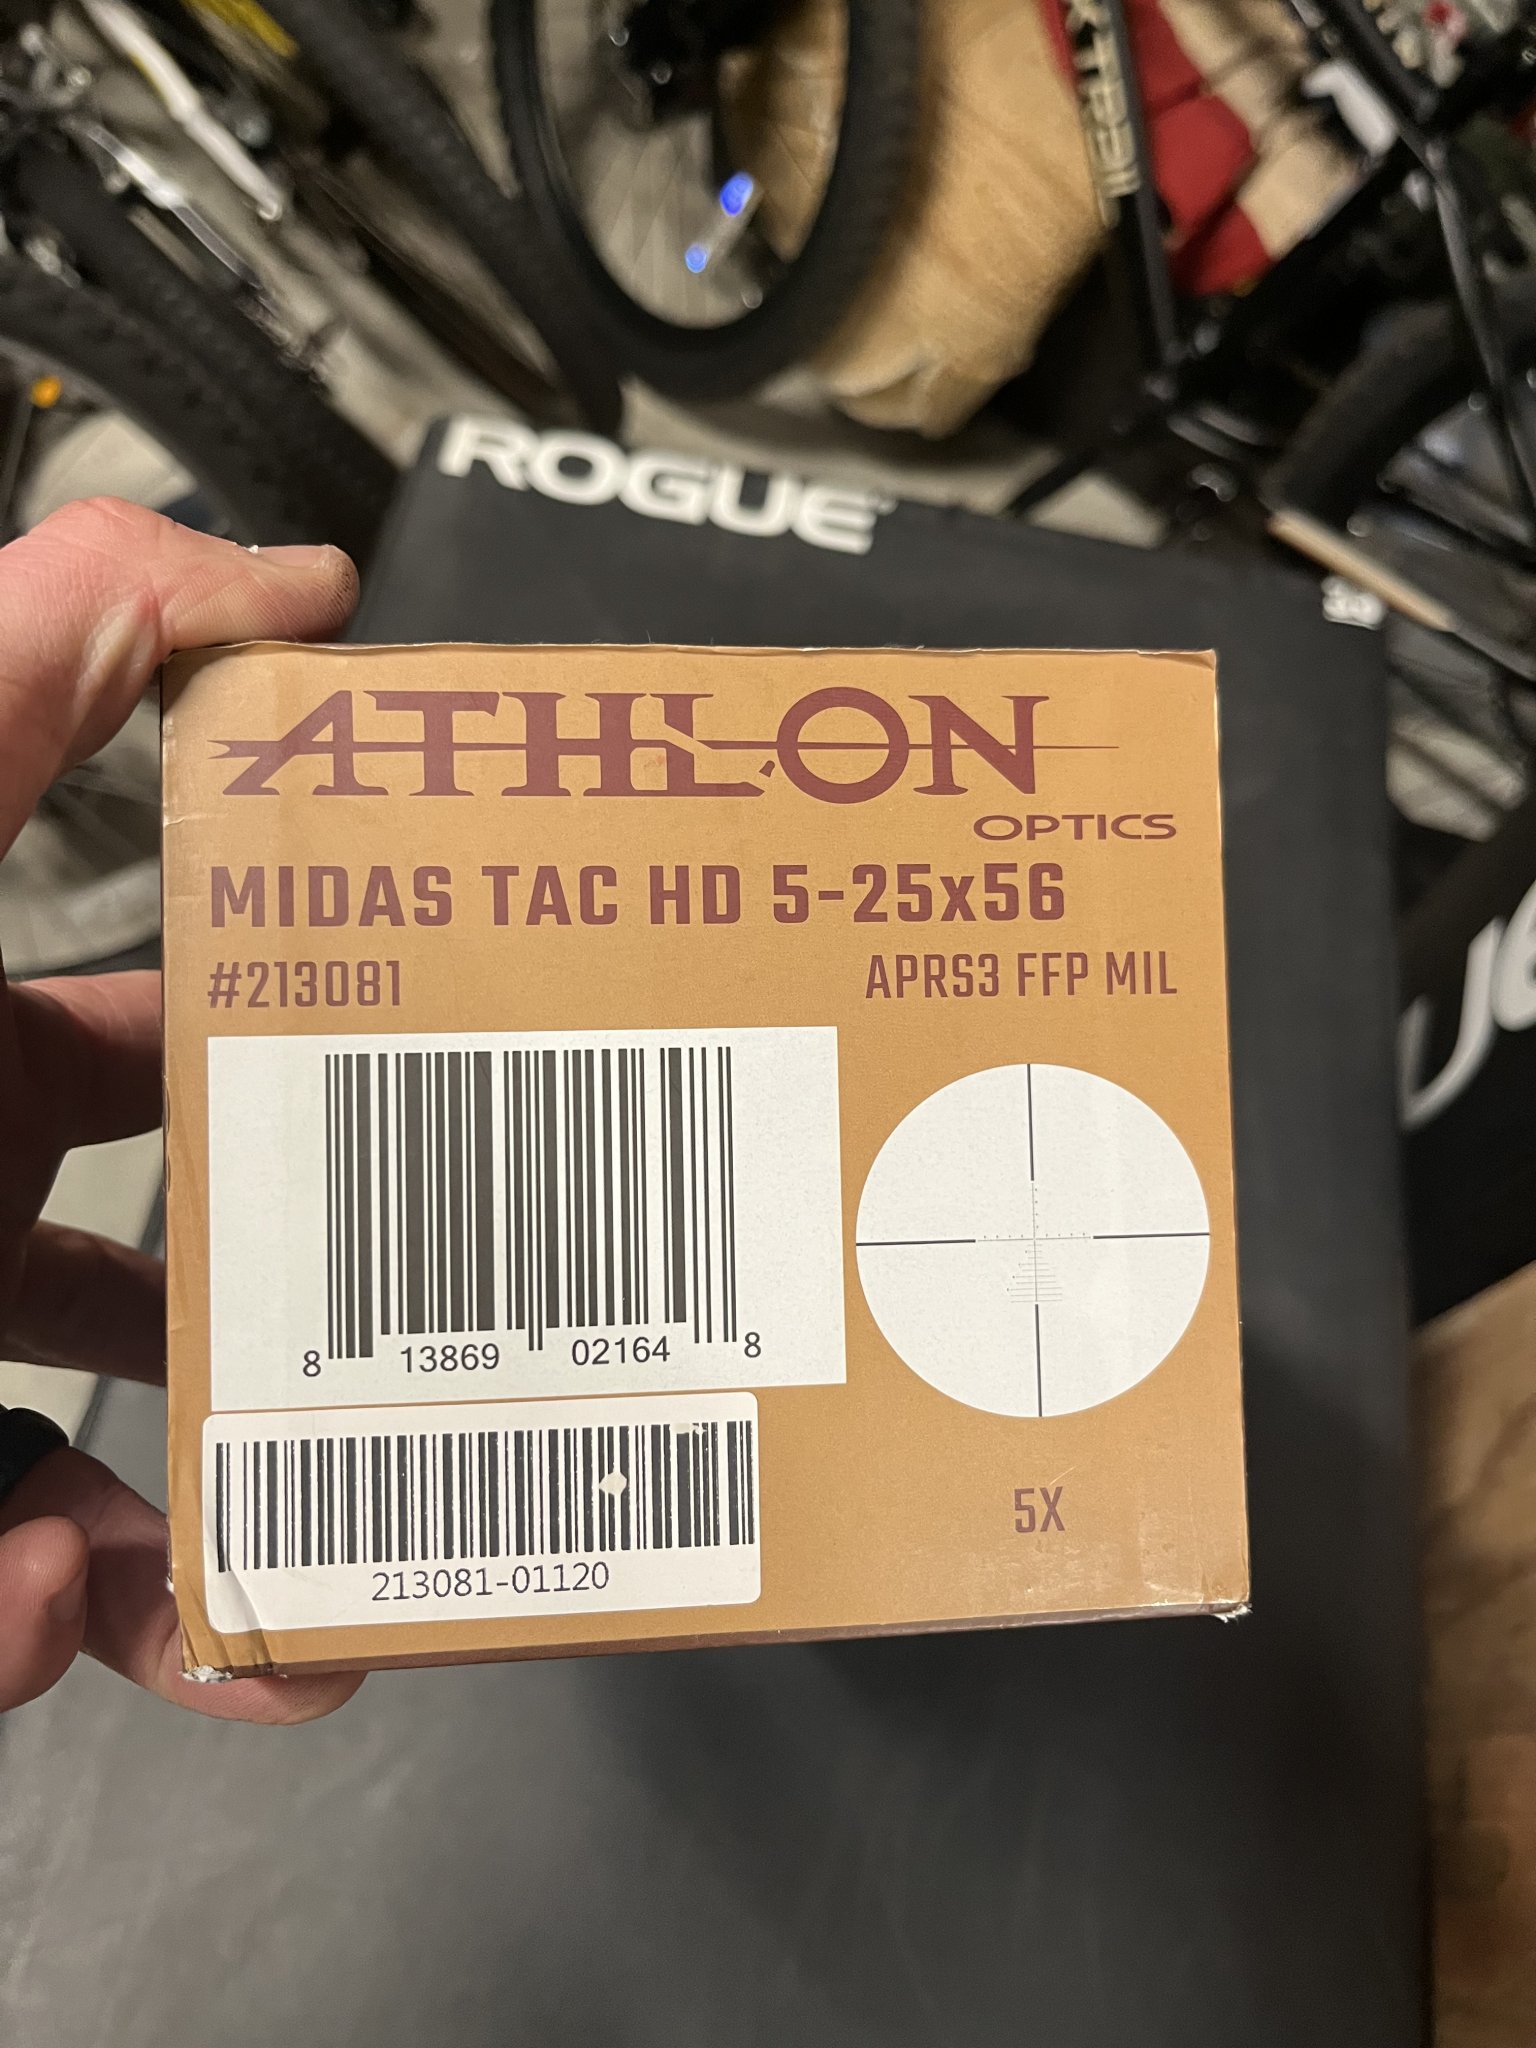 ROGUE
ATHLON
OPTICS
MIDAS TAC HD 5-25x56
#213081
APRS3 FFP MIL
8 13869 02164 8
213081-01120
5X